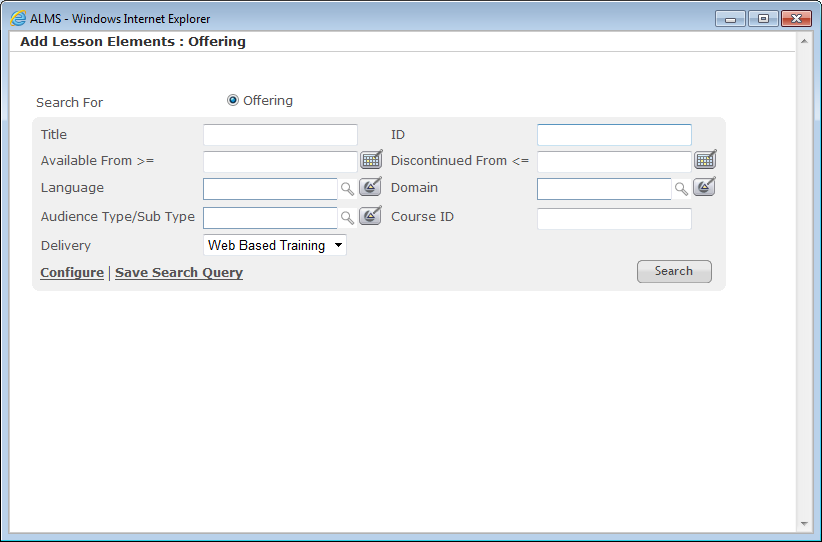 ALMS - Windows Internet Explorer
Add Lesson Elements : Offering
Search For Offering
Title ID
Available From >= Discontinued From <=
Language Domain
Audience Type/Sub Type Course ID
Delivery Web Based Training
Configure | Save Search Query Search